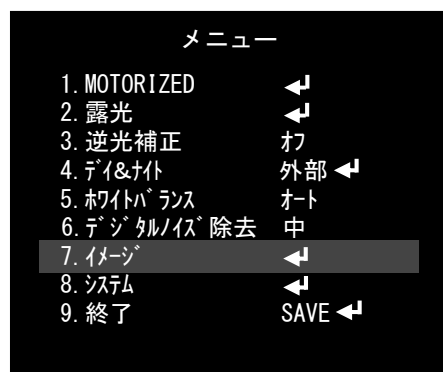 メニュー
1. MOTORIZED ↲
2. 露光 ↲
3. 逆光補正 オフ
4. ﾃﾞｲ&ﾅｲﾄ 外部 ↲
5. ﾎﾜｲﾄﾊﾞﾗﾝｽ ｵｰﾄ
6. ﾃﾞｼﾞﾀﾙﾉｲｽﾞ除去 中
7. ｲﾒｰｼﾞ ↲
8. ｼｽﾃﾑ ↲
9. 終了 SAVE ↲